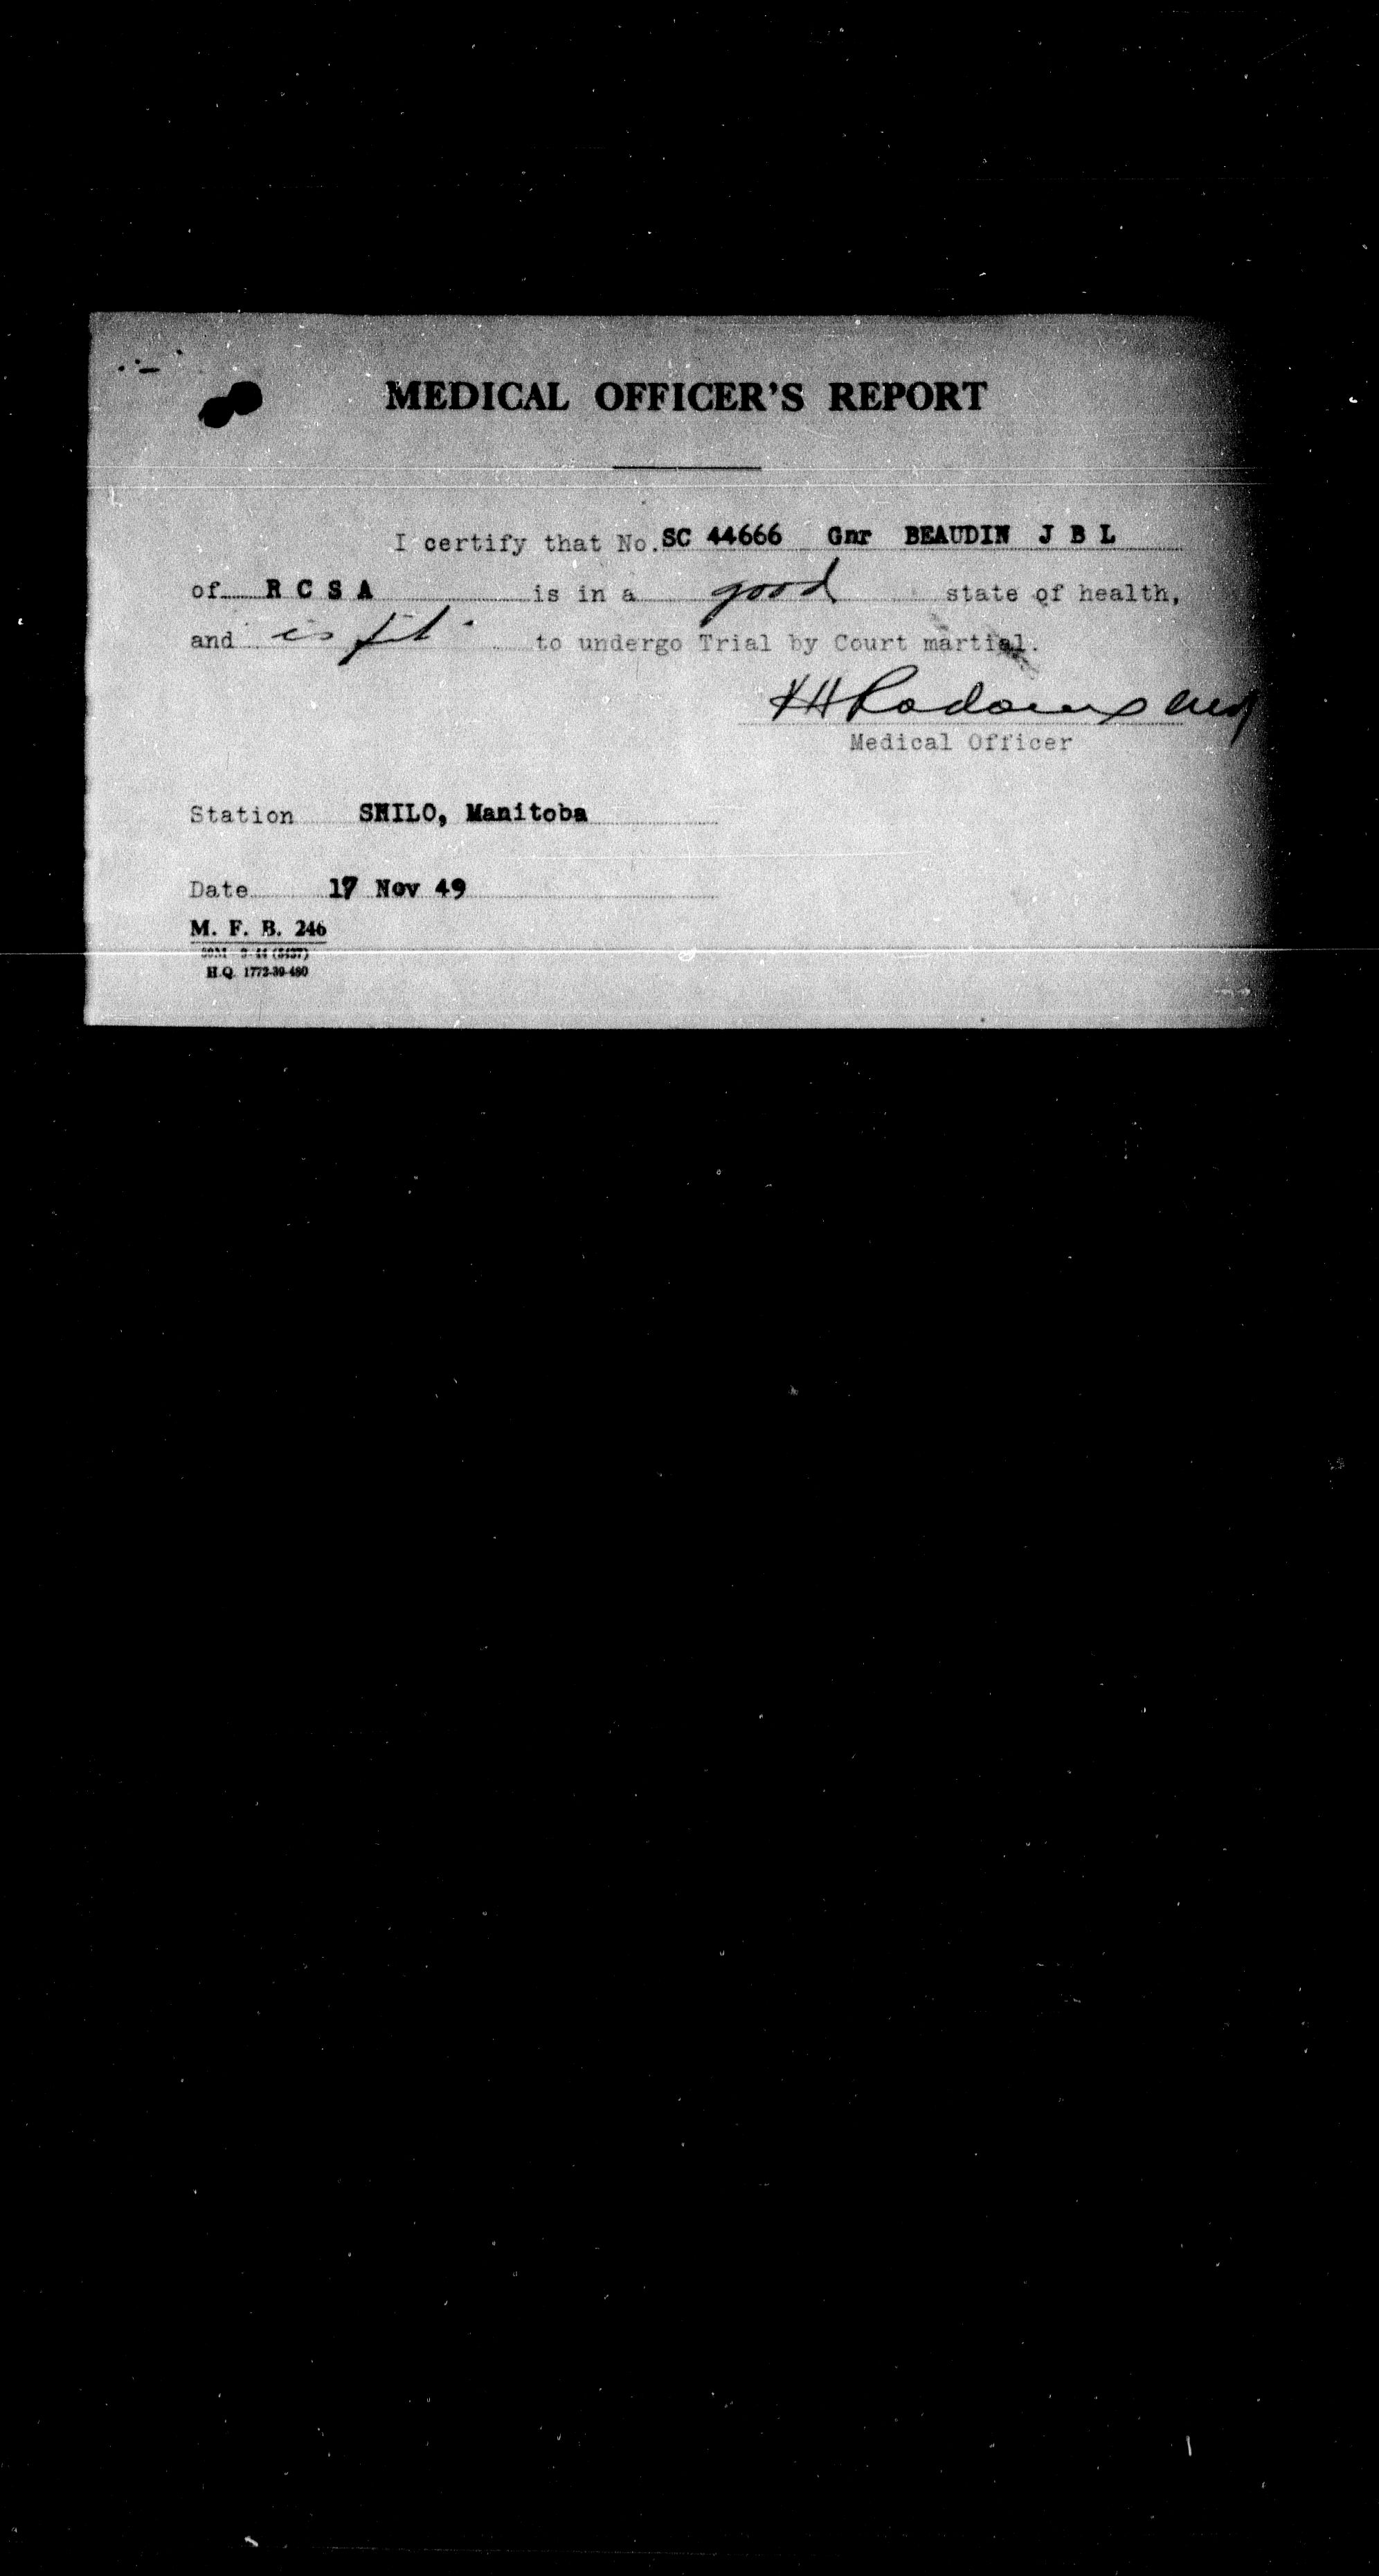 MEDICAL OFFICER'S REPORT
I certify that No. SC 44666 Gnr BEAUDIN J B L
of R C S A is in a good state of health,
and is fit to undergo Trial by Court martial.
Medical Officer
Station SHILO, Manitoba
Date 17 Nov 49
M. F. B. 246
H.Q. 1772-39-480